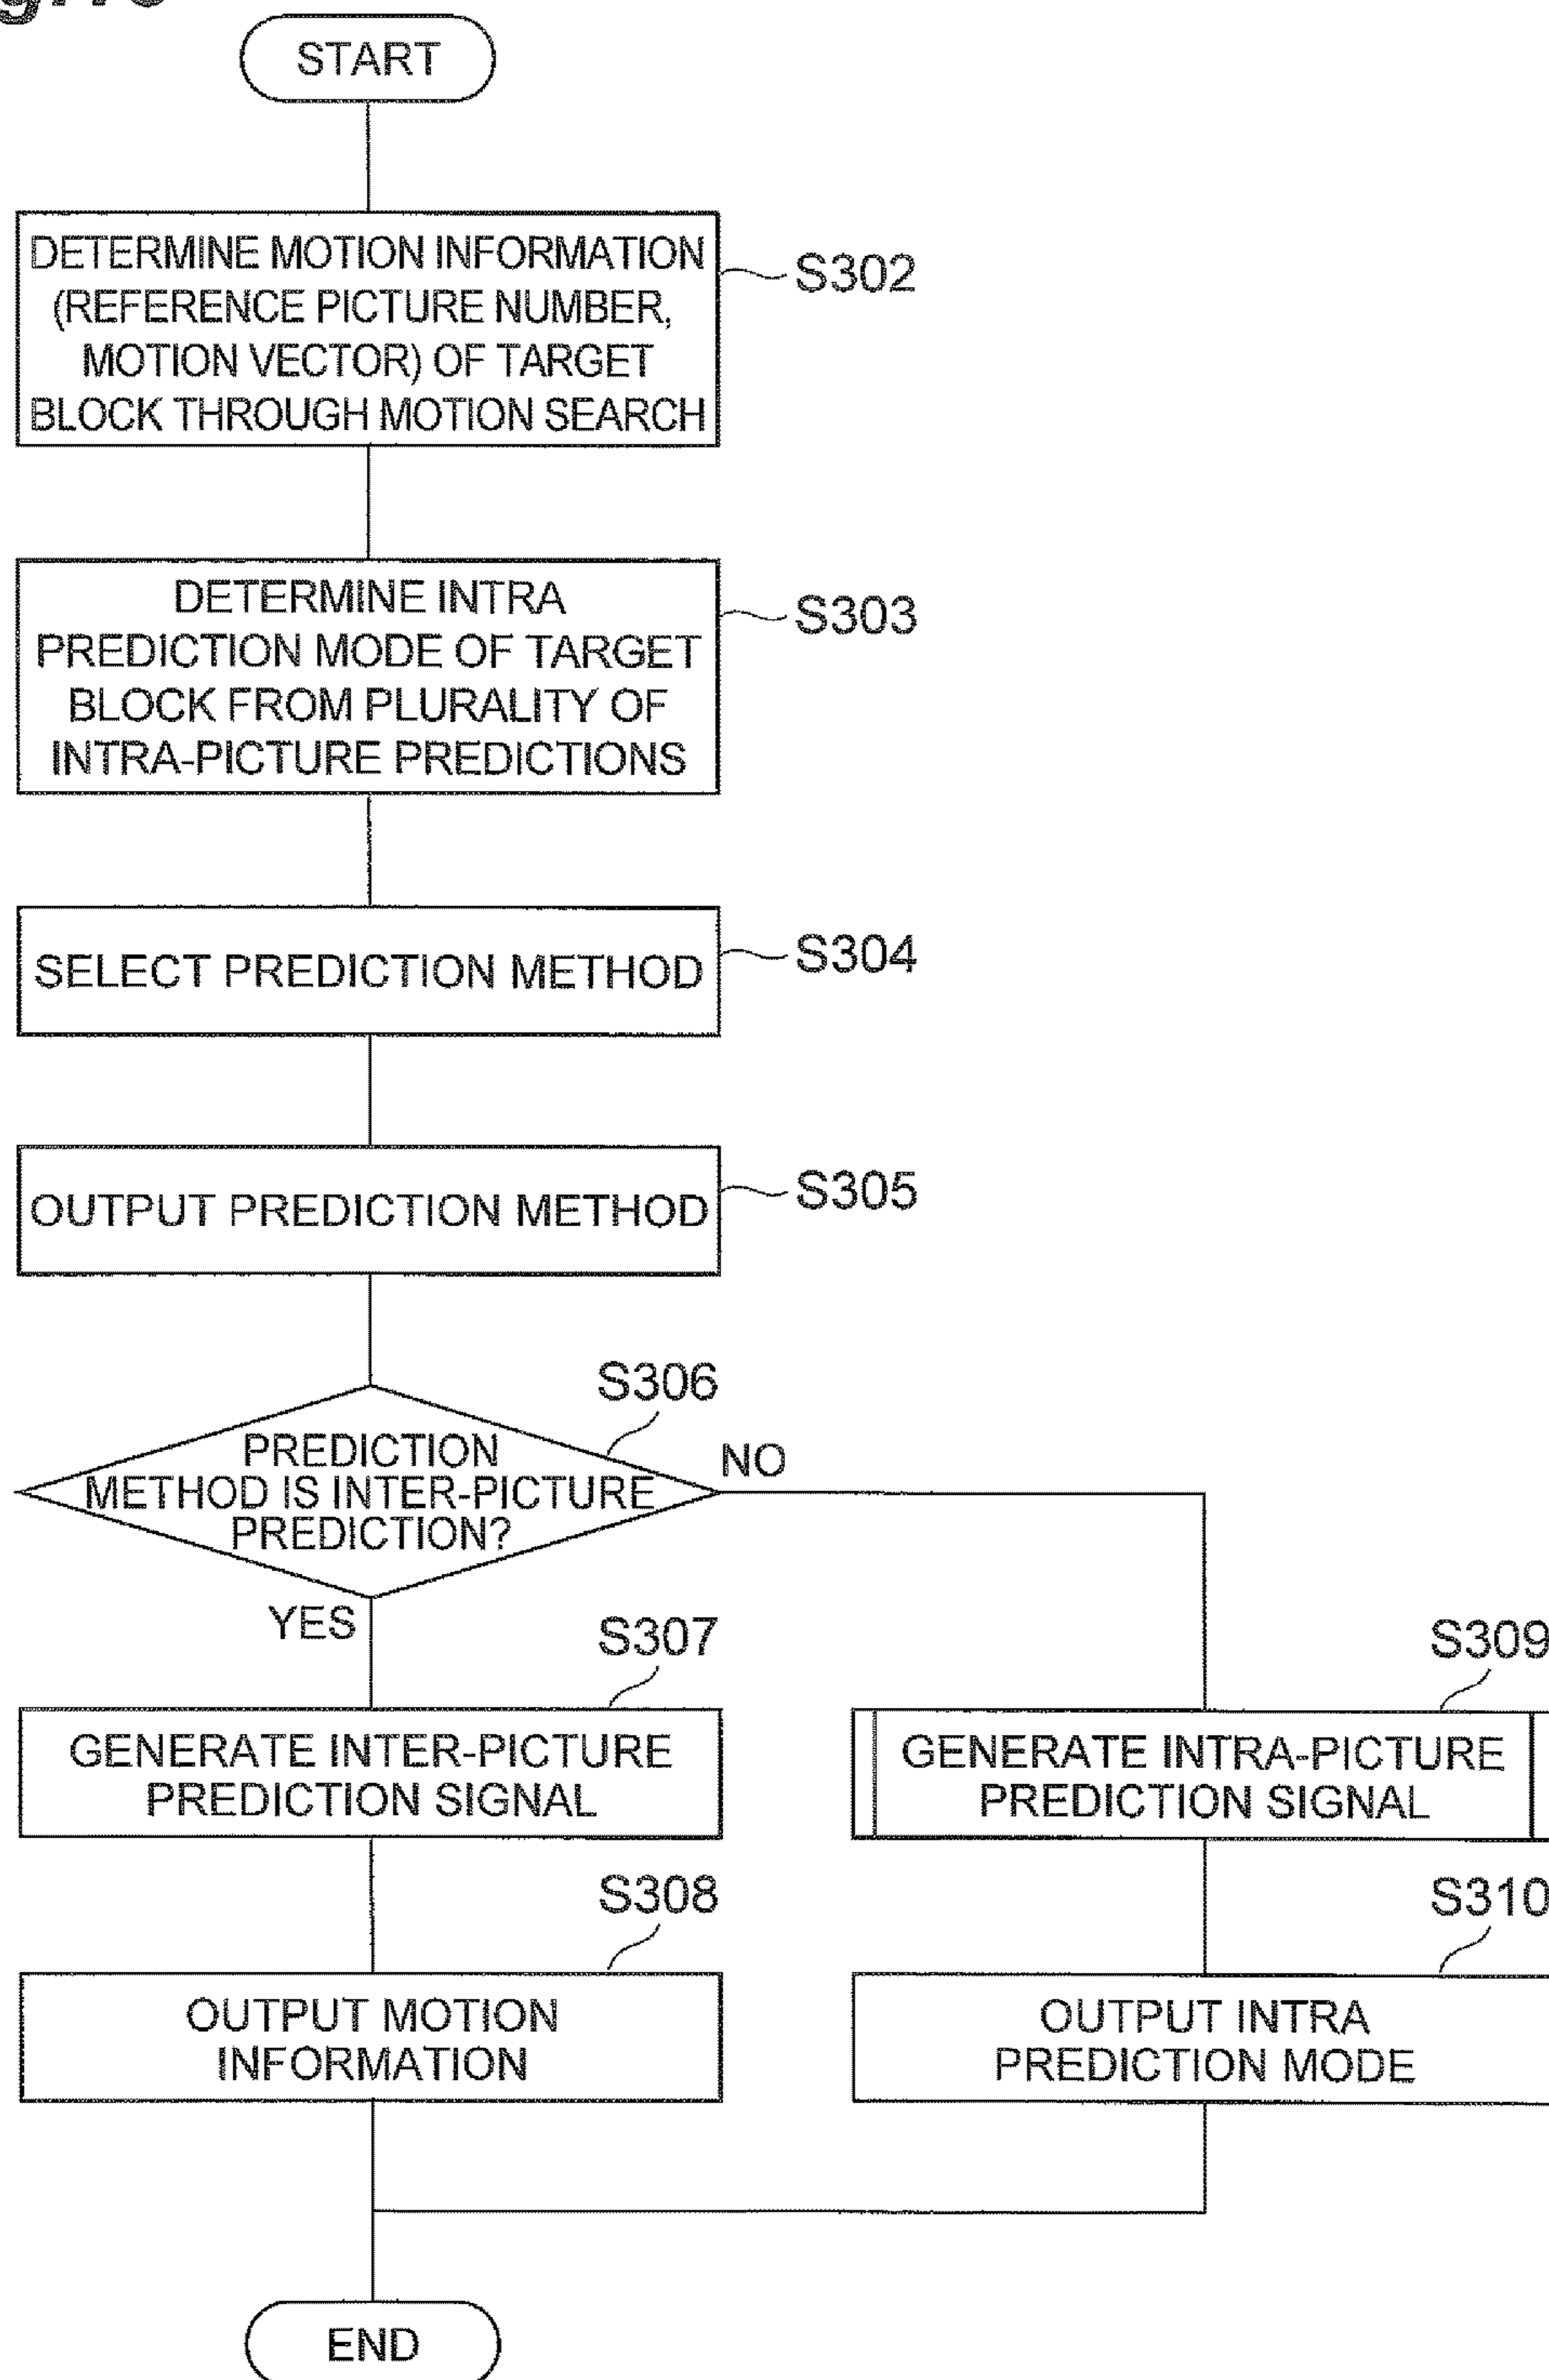 START
DETERMINE MOTION INFORMATION
(REFERENCE PICTURE NUMBER,
MOTION VECTOR) OF TARGET
BLOCK THROUGH MOTION SEARCH
S302
DETERMINE INTRA
PREDICTION MODE OF TARGET
BLOCK FROM PLURALITY OF
INTRA-PICTURE PREDICTIONS
S303
SELECT PREDICTION METHOD
S304
OUTPUT PREDICTION METHOD
S305
S306
PREDICTION
METHOD IS INTER-PICTURE
PREDICTION?
NO
YES
S307
GENERATE INTER-PICTURE
PREDICTION SIGNAL
S309
GENERATE INTRA-PICTURE
PREDICTION SIGNAL
S308
OUTPUT MOTION
INFORMATION
S310
OUTPUT INTRA
PREDICTION MODE
END